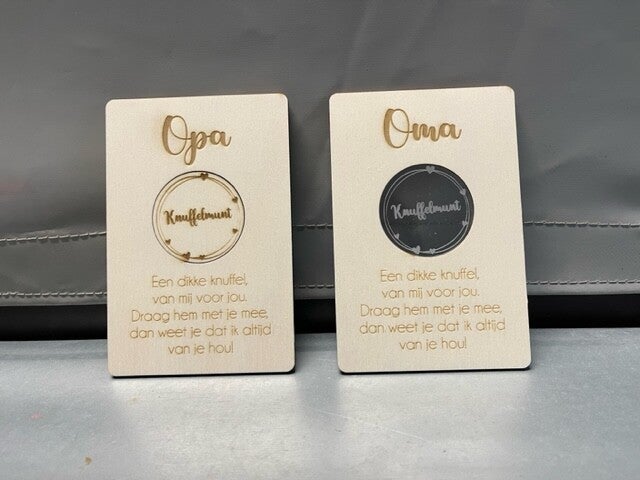 Opa
Knuffelmunt
Een dikke knuffel,
van mij voor jou.
Draag hem met je mee,
dan weet je dat ik altijd
van je hou!
Oma
Knuffelmunt
Een dikke knuffel,
van mij voor jou.
Draag hem met je mee,
dan weet je dat ik altijd
van je hou!